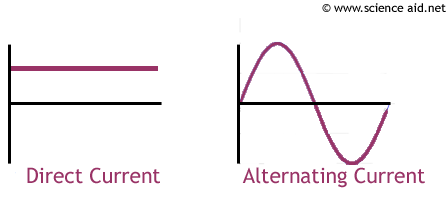 © www.science aid.net
Direct Current
Alternating Current